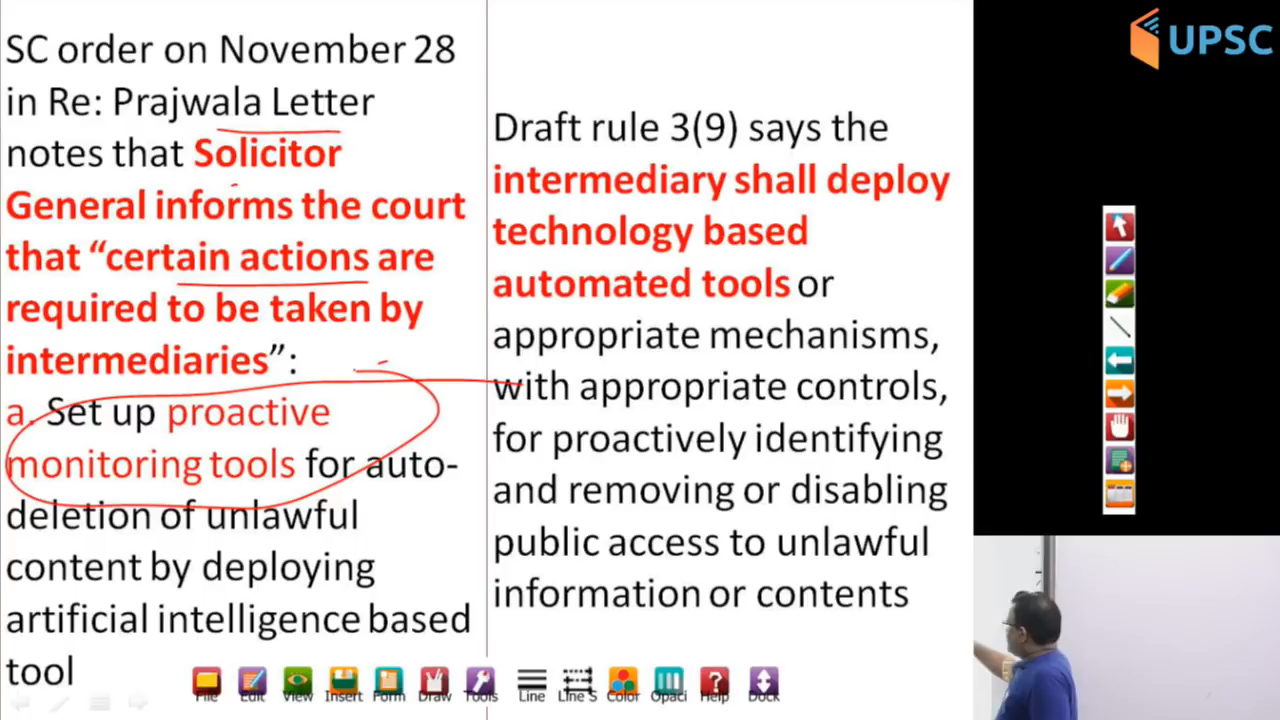 SC order on November 28
in Re: Prajwala Letter
notes that Solicitor
General informs the court
that “certain actions are
required to be taken by
intermediaries”:
a. Set up proactive
monitoring tools for auto-
deletion of unlawful
content by deploying
artificial intelligence based
tool
Draft rule 3(9) says the
intermediary shall deploy
technology based
automated tools or
appropriate mechanisms,
with appropriate controls,
for proactively identifying
and removing or disabling
public access to unlawful
information or contents
UPSC
File Edit View Insert Form Draw Tools Line Line S Color Opaci Help Dock